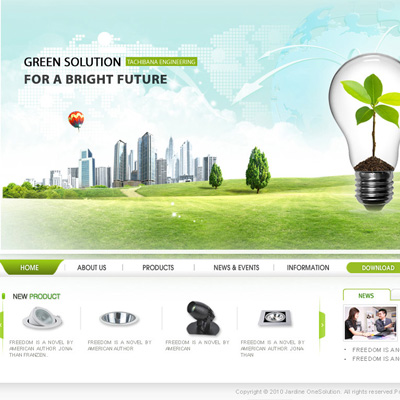 GREEN SOLUTION TACHIBANA ENGINEERING
FOR A BRIGHT FUTURE
HOME ABOUT US PRODUCTS NEWS & EVENTS INFORMATION DOWNLOAD
NEW PRODUCT
NEWS
FREEDOM IS A NOVEL BY AMERICAN AUTHOR JONA-
THAN FRANZEN.
FREEDOM IS A NOVEL BY
AMERICAN AUTHOR
FREEDOM IS A NOVEL BY
AMERICAN
FREEDOM IS A NOVEL BY
AMERICAN AUTHOR JONA
THAN
- FREEDOM IS AN
- FREEDOM IS AN
Copyright © 2010 Jardine OneSolution. All rights reserved.P